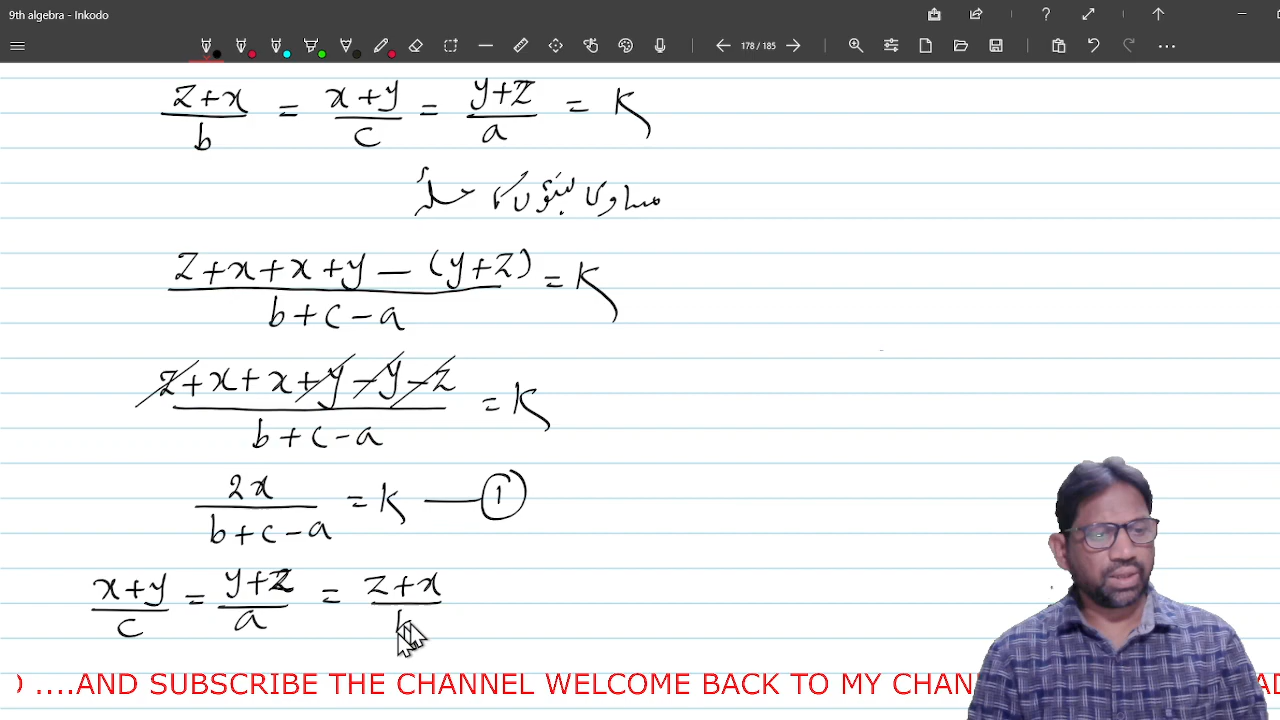 9th algebra - Inkodo
178 / 185
(z+x)/b = (x+y)/c = (y+z)/a = K
مساوی نسبتوں کا مسئلہ
(z+x+x+y-(y+z))/(b+c-a) = K
(z+x+x+y-y-z)/(b+c-a) = K
2x/(b+c-a) = K — ①
(x+y)/c = (y+z)/a = (z+x)/b
) ....AND SUBSCRIBE THE CHANNEL WELCOME BACK TO MY CHAN